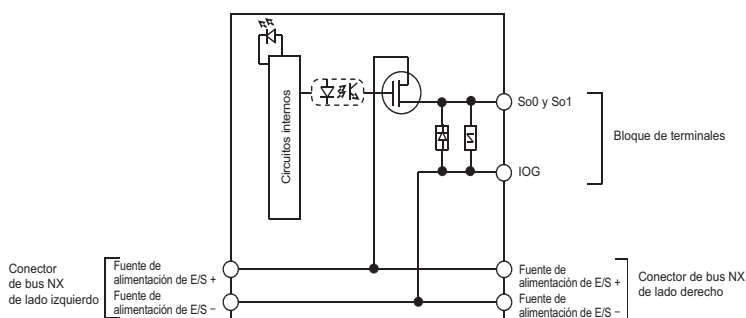 Circuitos internos
So0 y So1
Bloque de terminales
IOG
Conector
de bus NX
de lado izquierdo
Fuente de
alimentación de E/S +
Fuente de
alimentación de E/S −
Fuente de
alimentación de E/S +
Fuente de
alimentación de E/S −
Conector de bus NX
de lado derecho